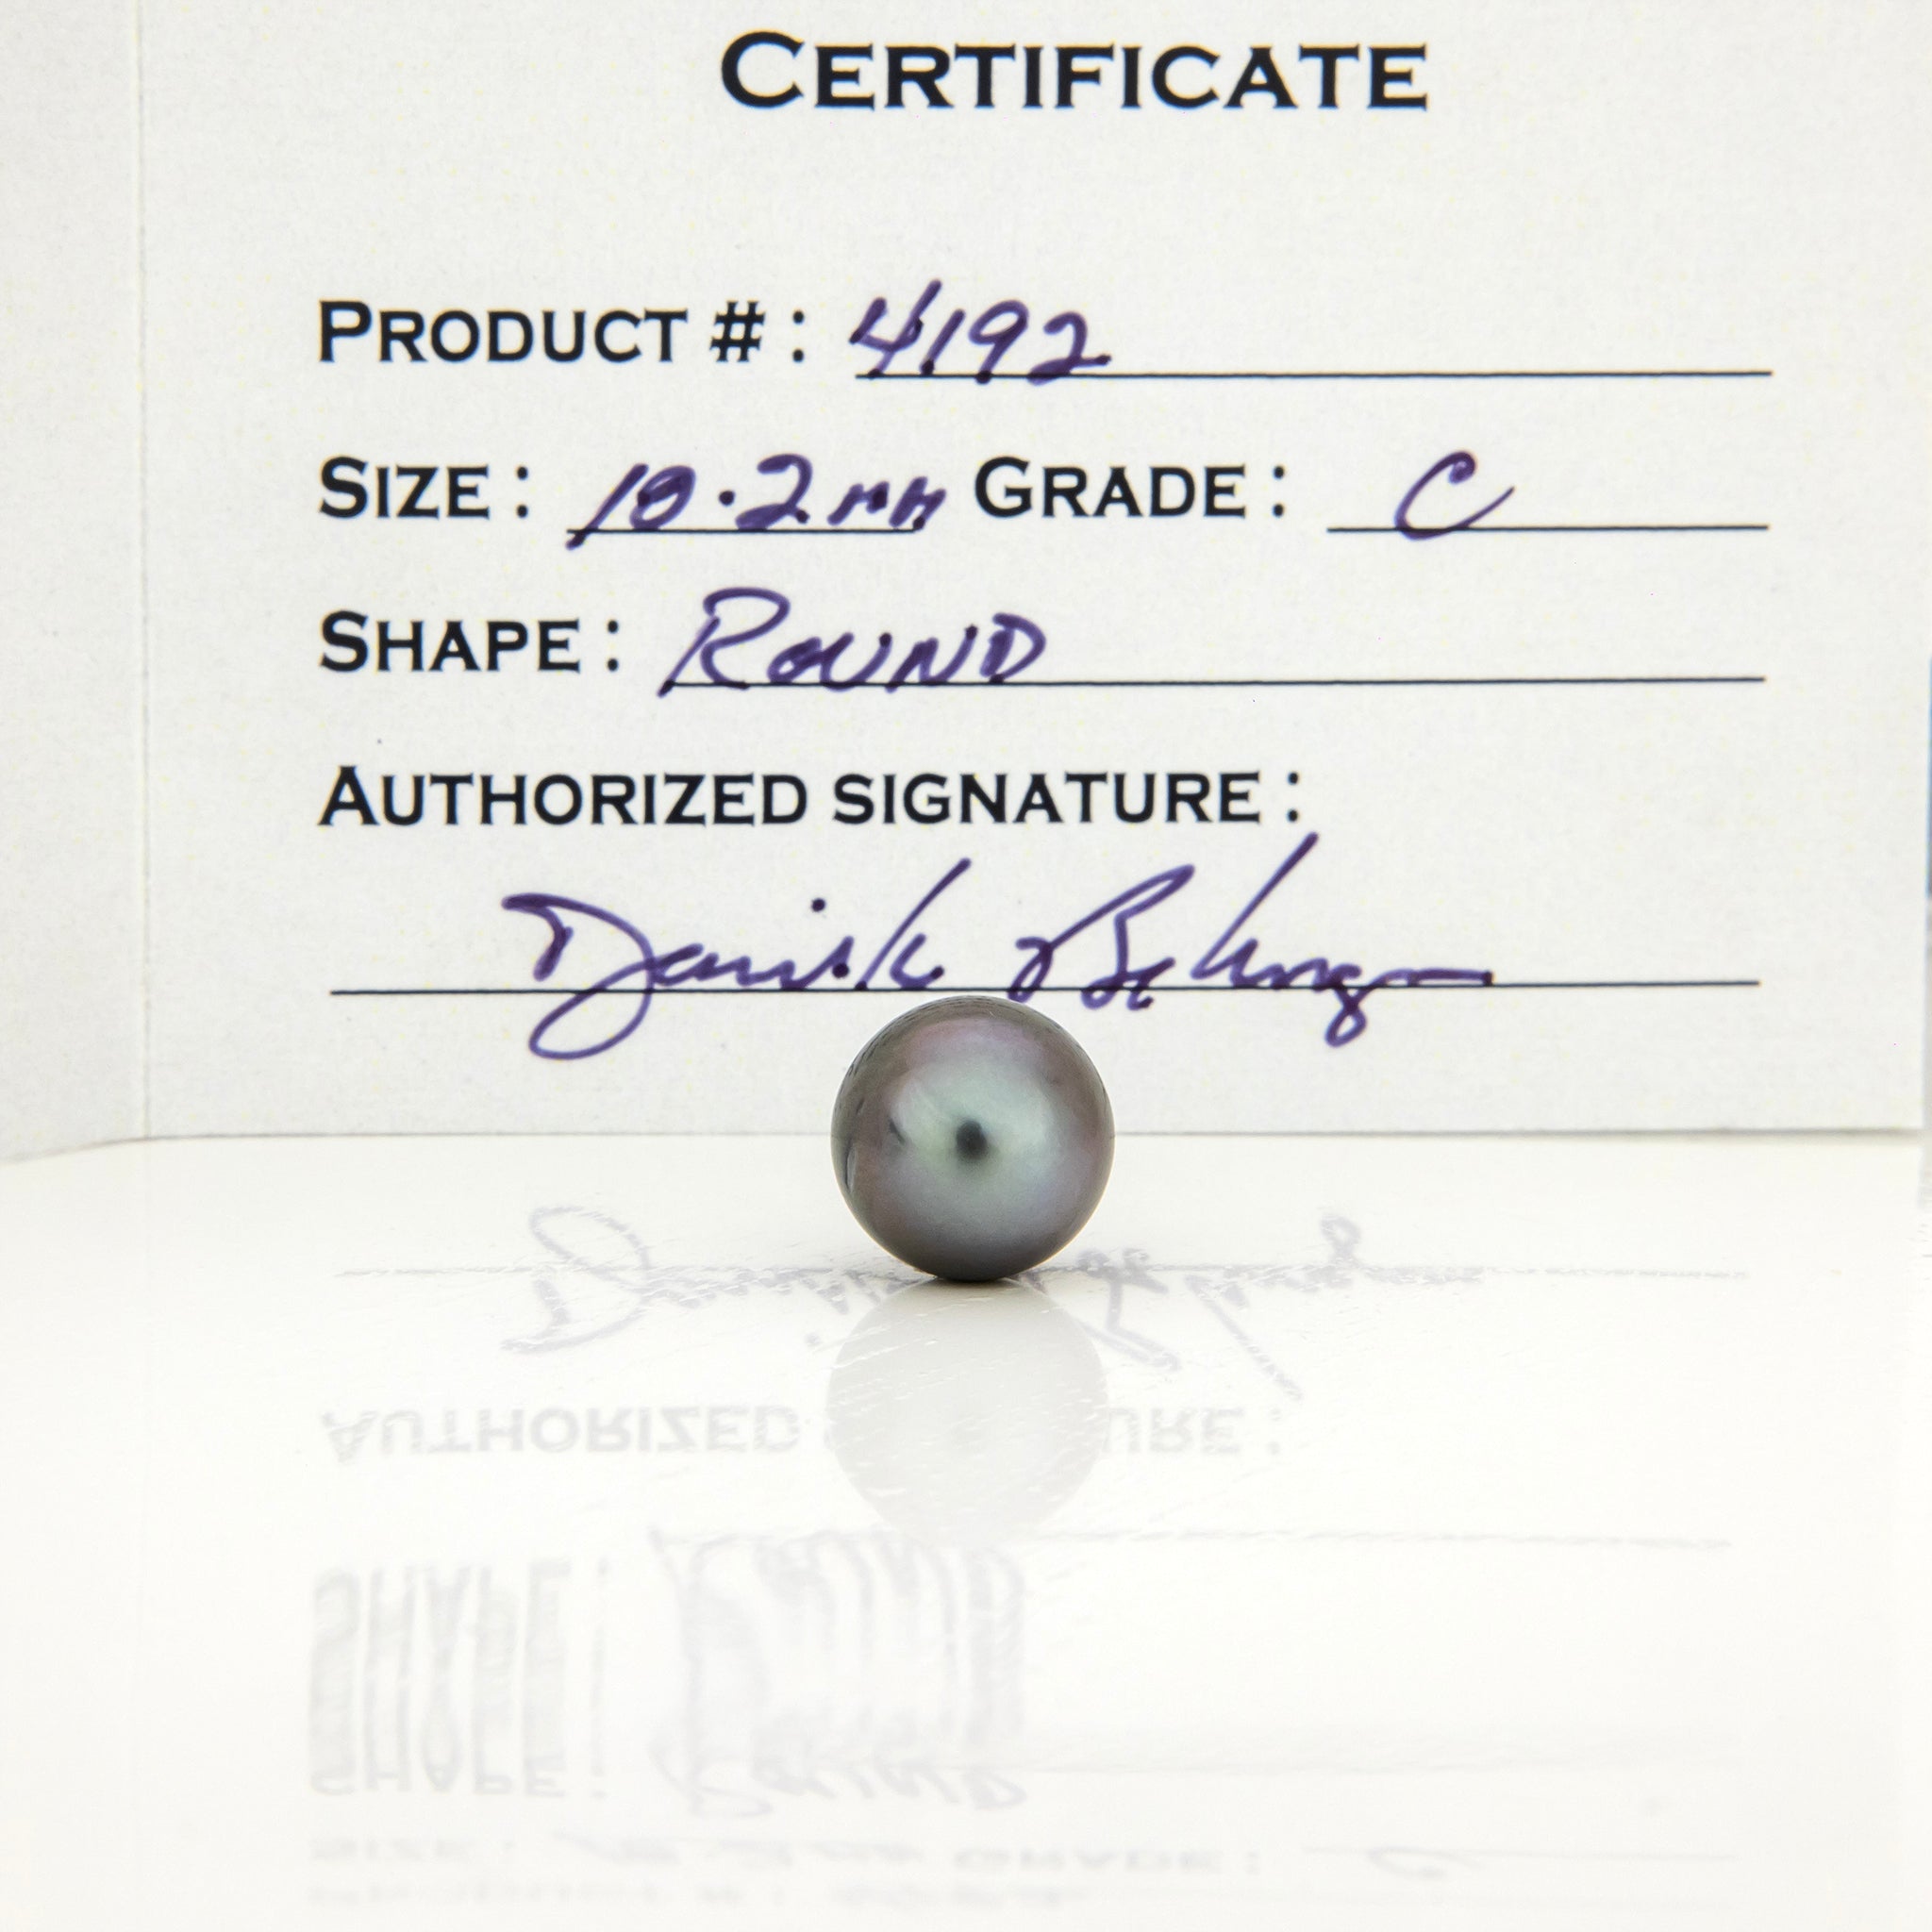 CERTIFICATE
PRODUCT #: 4192
SIZE: 10.2mm GRADE: C
SHAPE: ROUND
AUTHORIZED SIGNATURE: